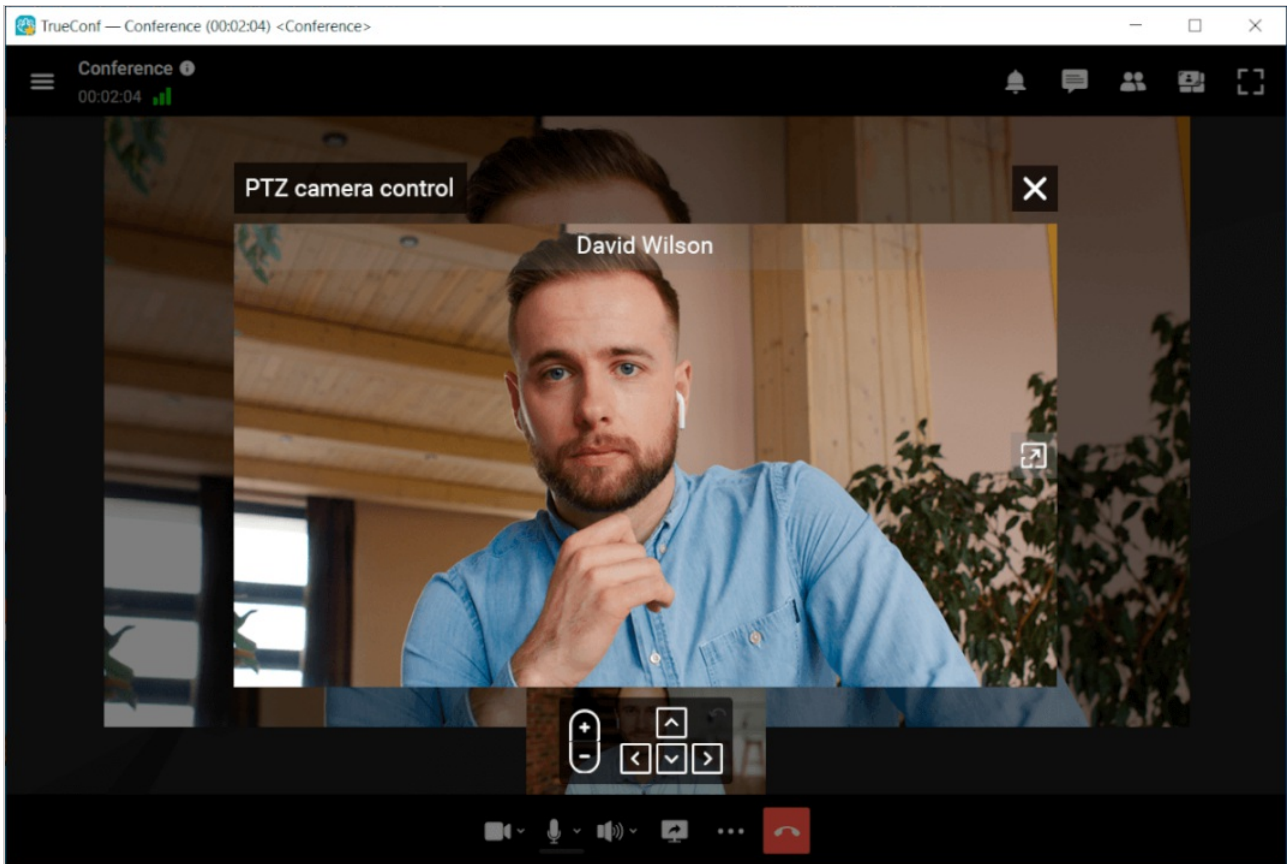 TrueConf — Conference (00:02:04) <Conference>
Conference
00:02:04
PTZ camera control
David Wilson